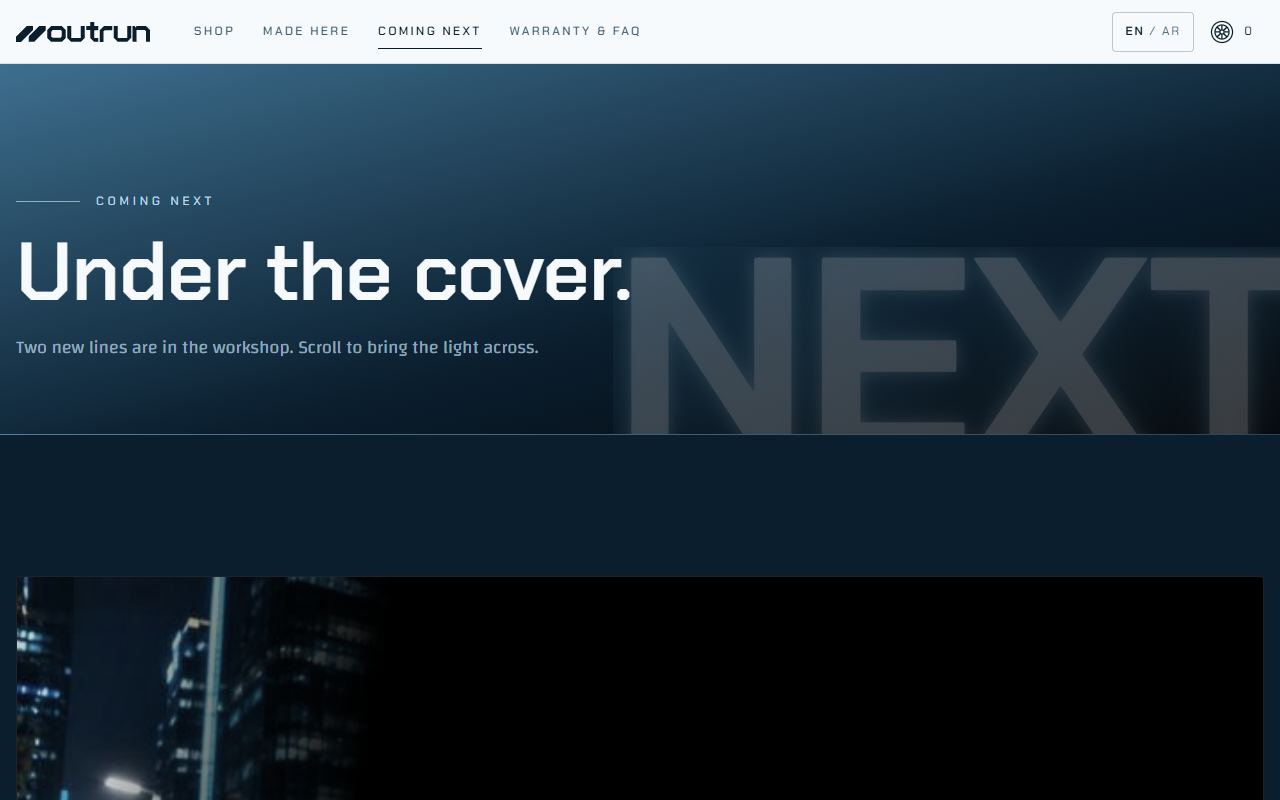 outrun
SHOP
MADE HERE
COMING NEXT
WARRANTY & FAQ
EN / AR
0
COMING NEXT
Under the cover.
Two new lines are in the workshop. Scroll to bring the light across.
NEXT